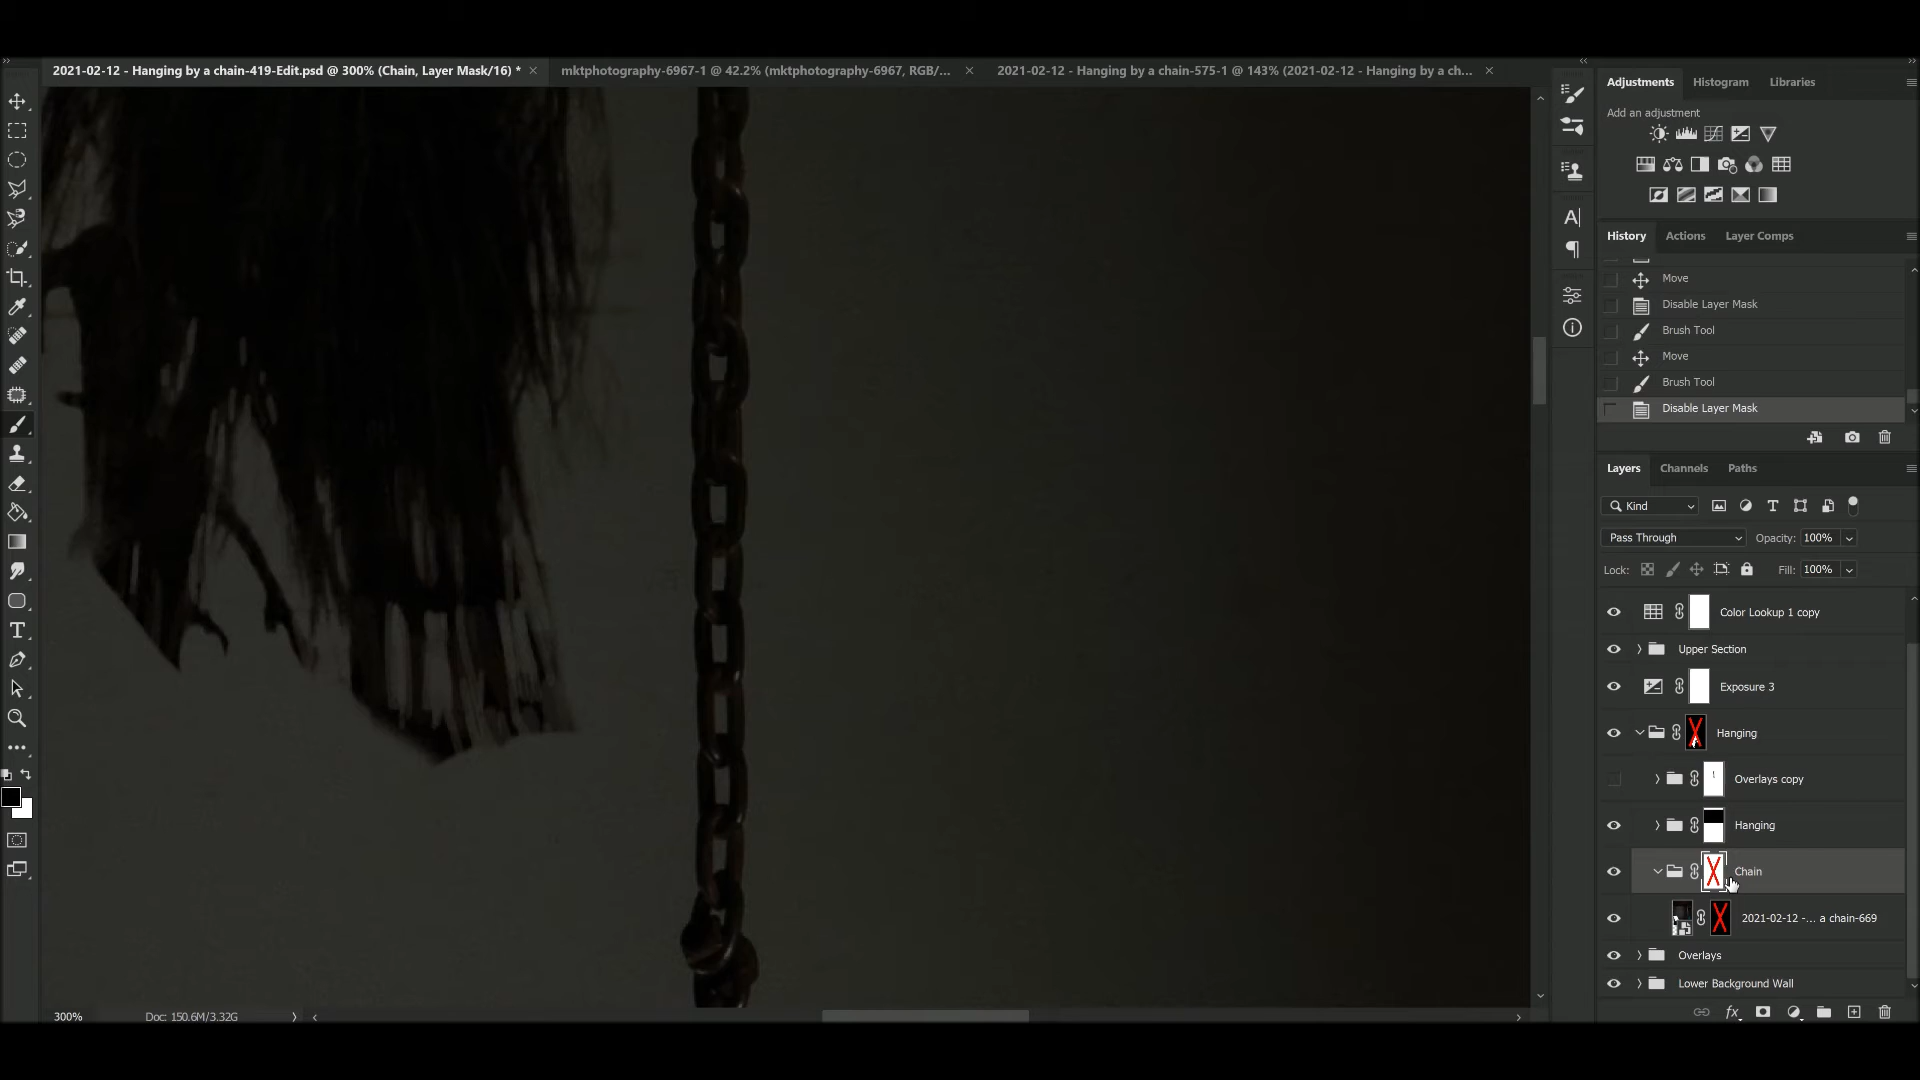 2021-02-12 - Hanging by a chain-419-Edit.psd @ 300% (Chain, Layer Mask/16) *
mktphotography-6967-1 @ 42.2% (mktphotography-6967, RGB/...
2021-02-12 - Hanging by a chain-575-1 @ 143% (2021-02-12 - Hanging by a ch...
Adjustments Histogram Libraries
Add an adjustment
History Actions Layer Comps
Move
Disable Layer Mask
Brush Tool
Move
Brush Tool
Disable Layer Mask
Layers Channels Paths
Kind
Pass Through Opacity: 100%
Lock: Fill: 100%
Color Lookup 1 copy
Upper Section
Exposure 3
Hanging
Overlays copy
Hanging
Chain
2021-02-12 -... a chain-669
Overlays
Lower Background Wall
300% Doc: 150.6M/3.32G